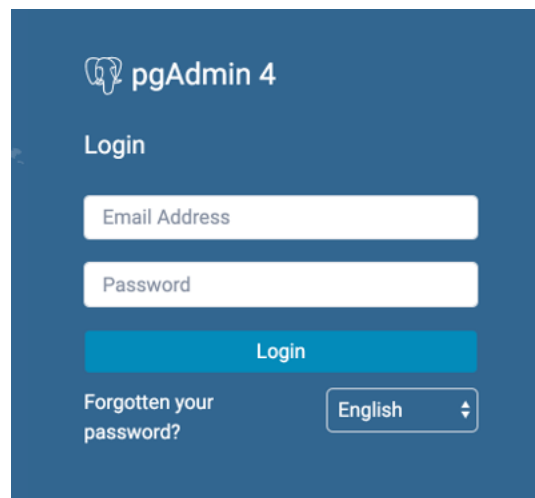 pgAdmin 4
Login
Email Address
Password
Login
Forgotten your
password?
English